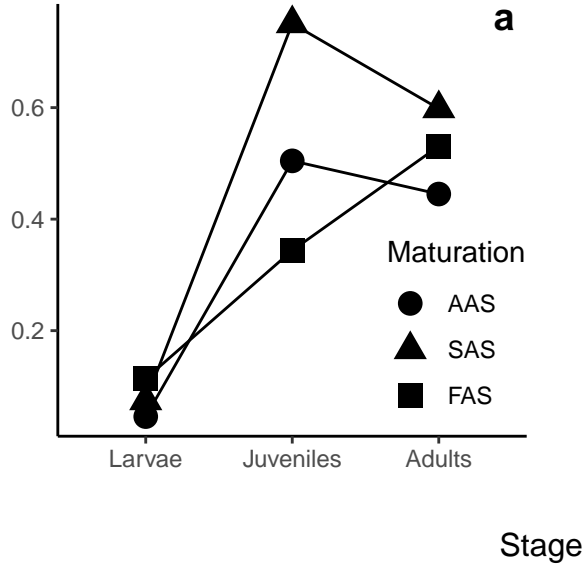 a
0.6
0.4
0.2
Maturation
AAS
SAS
FAS
Larvae Juveniles Adults
Stage